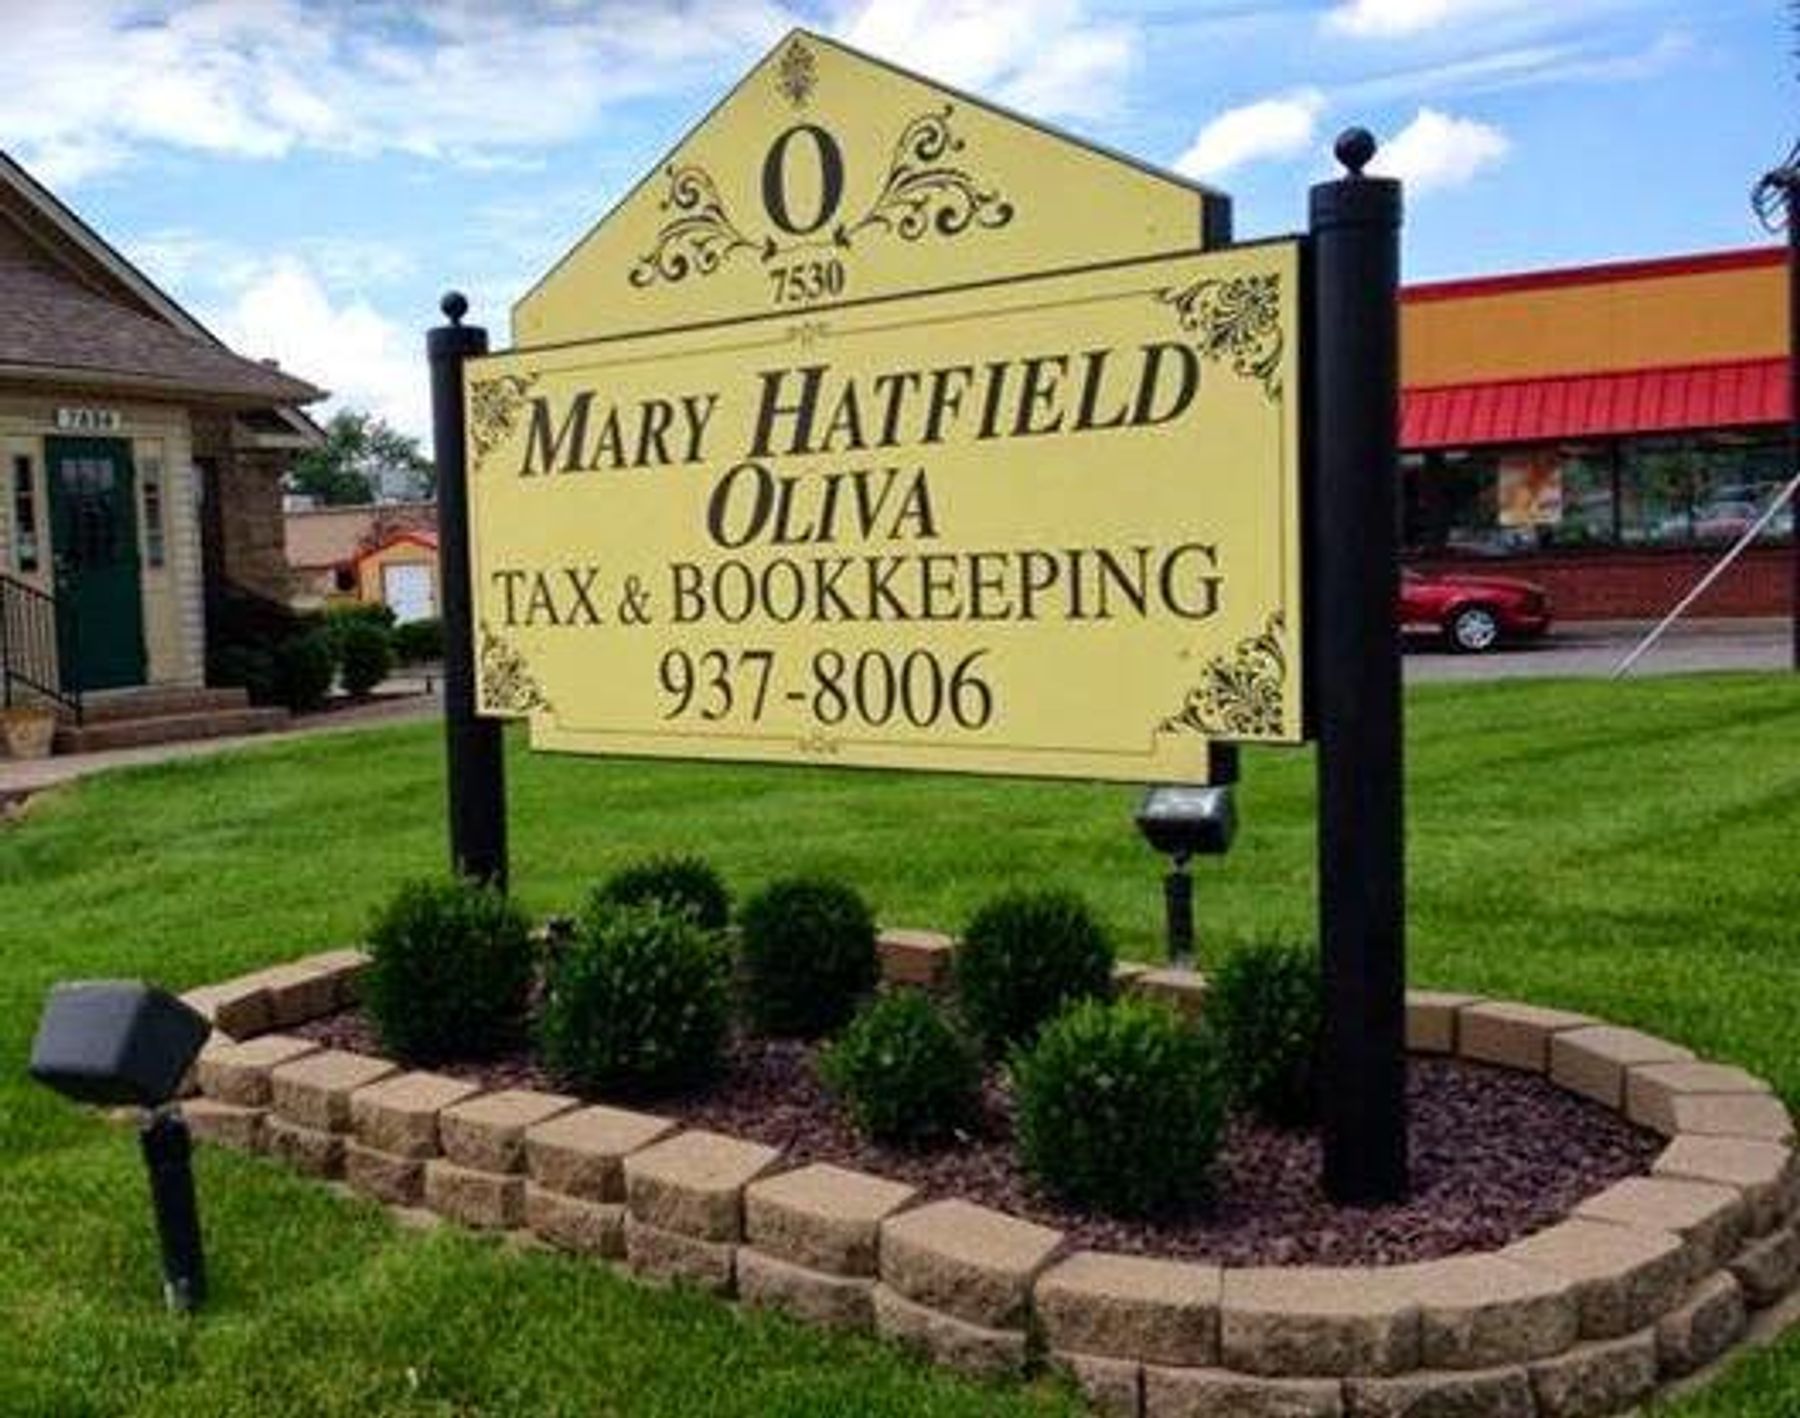 O
7530
MARY HATFIELD
OLIVA
TAX & BOOKKEEPING
937-8006